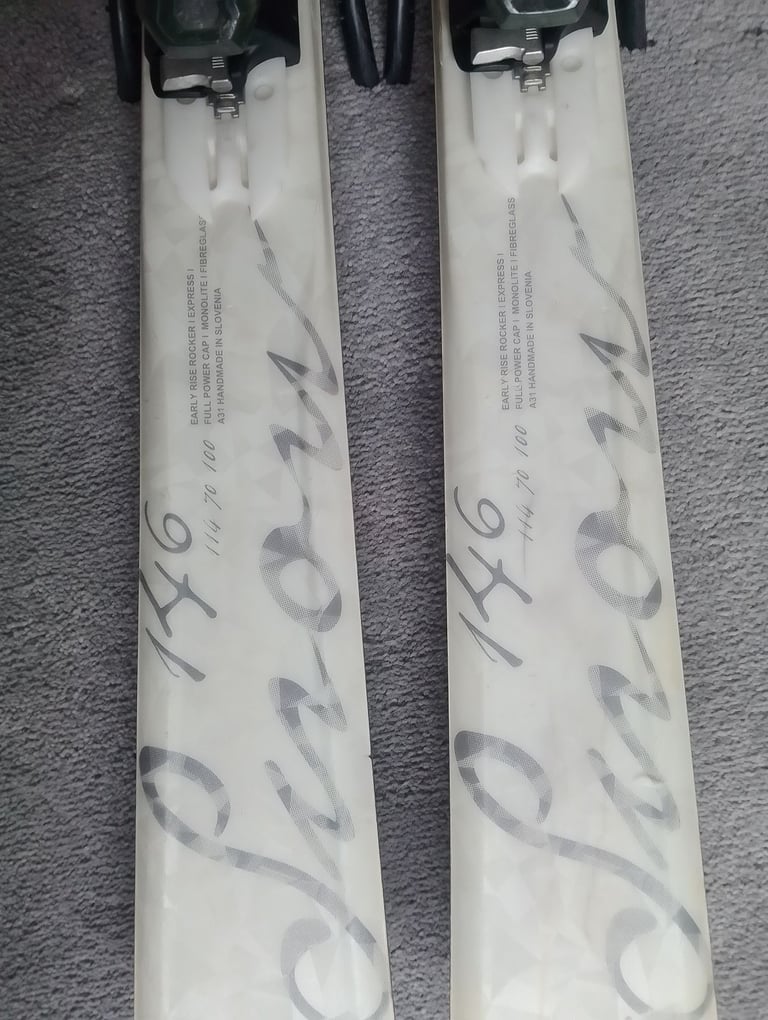 EARLY RISE ROCKER I EXPRESS I
FULL POWER CAP I MONOLITE I FIBREGLASS
A31 HANDMADE IN SLOVENIA
146
114 70 100
Snow
EARLY RISE ROCKER I EXPRESS I
FULL POWER CAP I MONOLITE I FIBREGLASS
A31 HANDMADE IN SLOVENIA
146
114 70 100
Snow